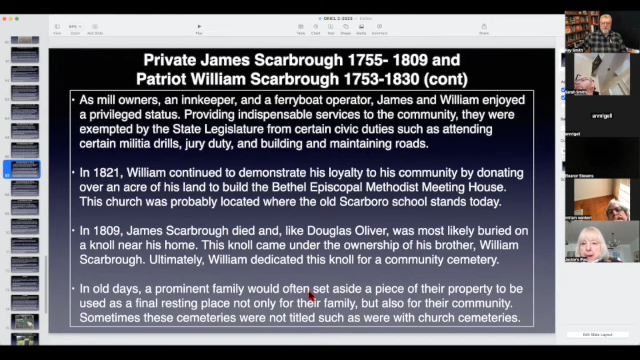 ORICL 2 2023
Private James Scarbrough 1755- 1809 and
Patriot William Scarbrough 1753-1830 (cont)
• As mill owners, an innkeeper, and a ferryboat operator, James and William enjoyed
a privileged status. Providing indispensable services to the community, they were
exempted by the State Legislature from certain civic duties such as attending
certain militia drills, jury duty, and building and maintaining roads.
• In 1821, William continued to demonstrate his loyalty to his community by donating
over an acre of his land to build the Bethel Episcopal Methodist Meeting House.
This church was probably located where the old Scarboro school stands today.
• In 1809, James Scarbrough died and, like Douglas Oliver, was most likely buried on
a knoll near his home. This knoll came under the ownership of his brother, William
Scarbrough. Ultimately, William dedicated this knoll for a community cemetery.
• In old days, a prominent family would often set aside a piece of their property to be
used as a final resting place not only for their family, but also for their community.
Sometimes these cemeteries were not titled such as were with church cemeteries.
annigel
annigel
Edit Slide Layout